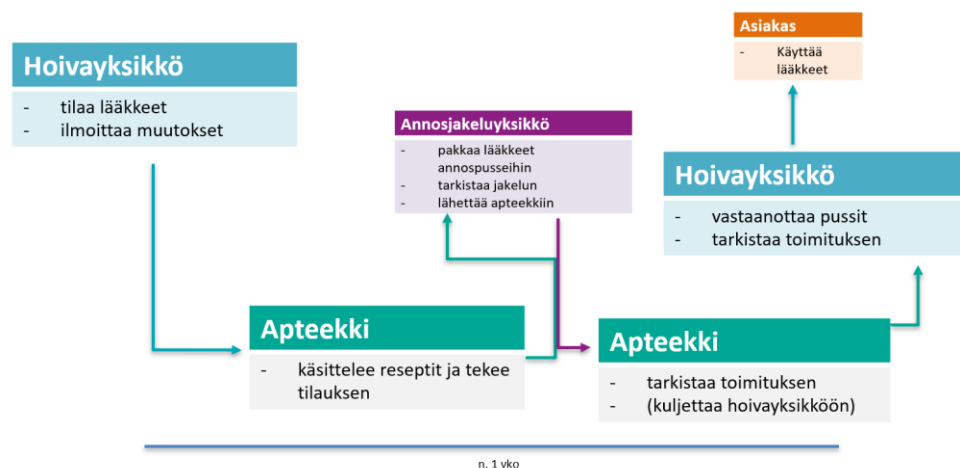 Hoivayksikkö
- tilaa lääkkeet
- ilmoittaa muutokset
Apteekki
- käsittelee reseptit ja tekee
tilauksen
Annosjakeluyksikkö
- pakkaa lääkkeet
annospusseihin
- tarkistaa jakelun
- lähettää apteekkiin
Apteekki
- tarkistaa toimituksen
- (kuljettaa hoivayksikköön)
Hoivayksikkö
- vastaanottaa pussit
- tarkistaa toimituksen
Asiakas
- Käyttää
lääkkeet
n. 1 vko